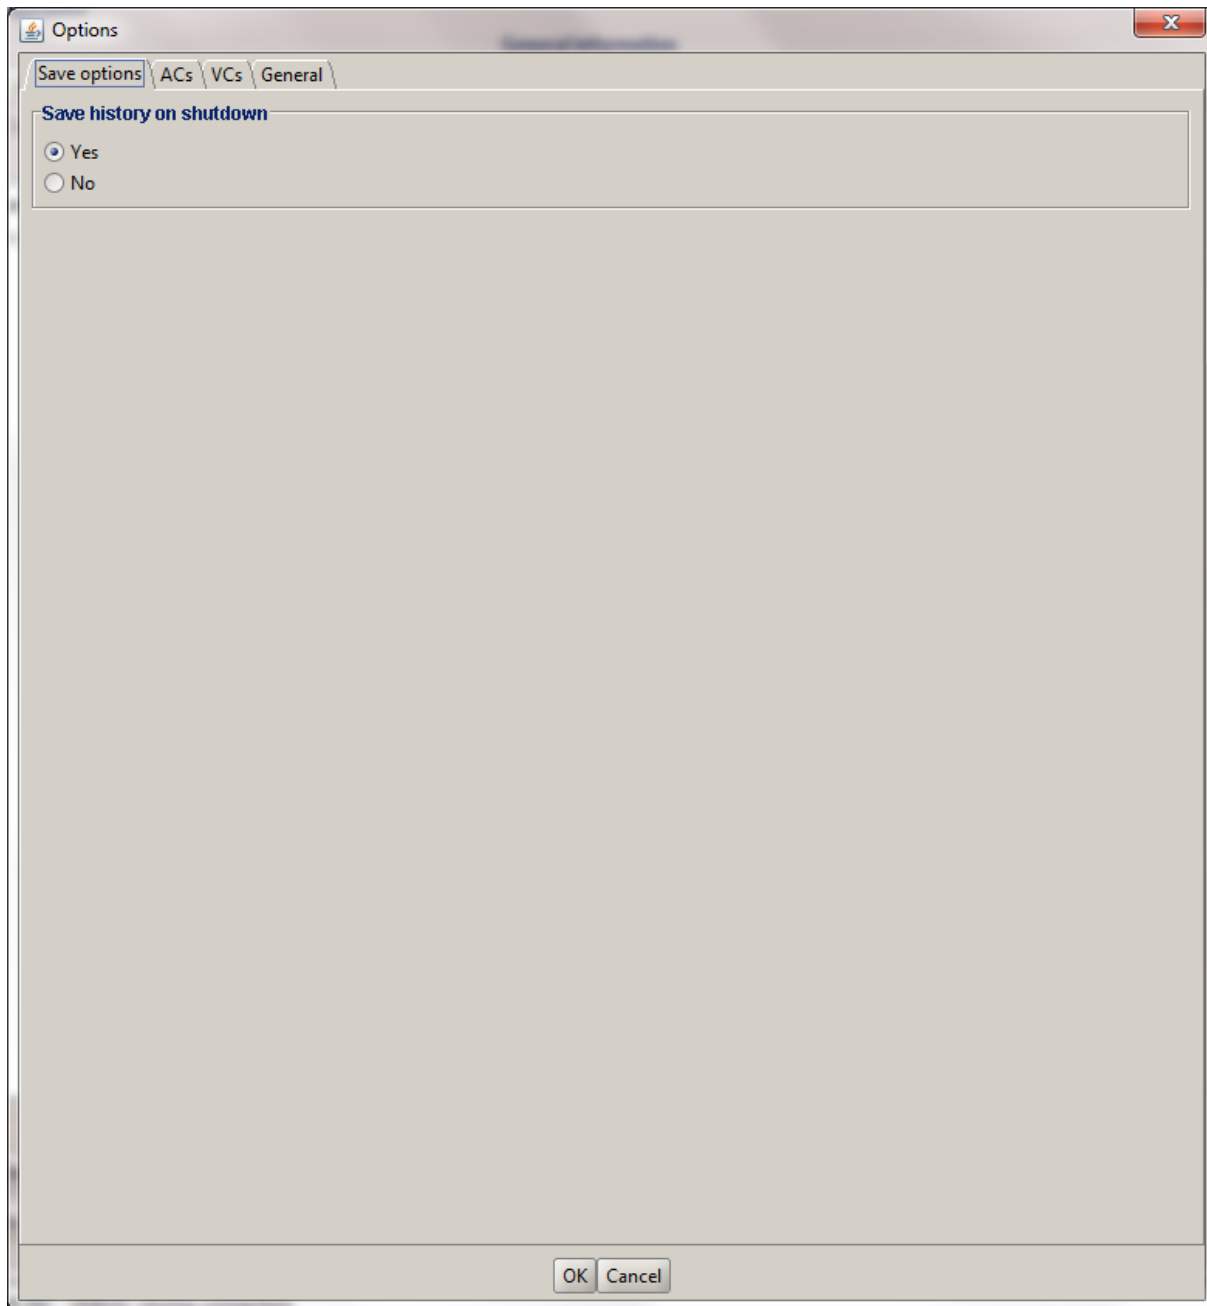 Options
Save options ACs VCs General
Save history on shutdown
Yes
No
OK Cancel